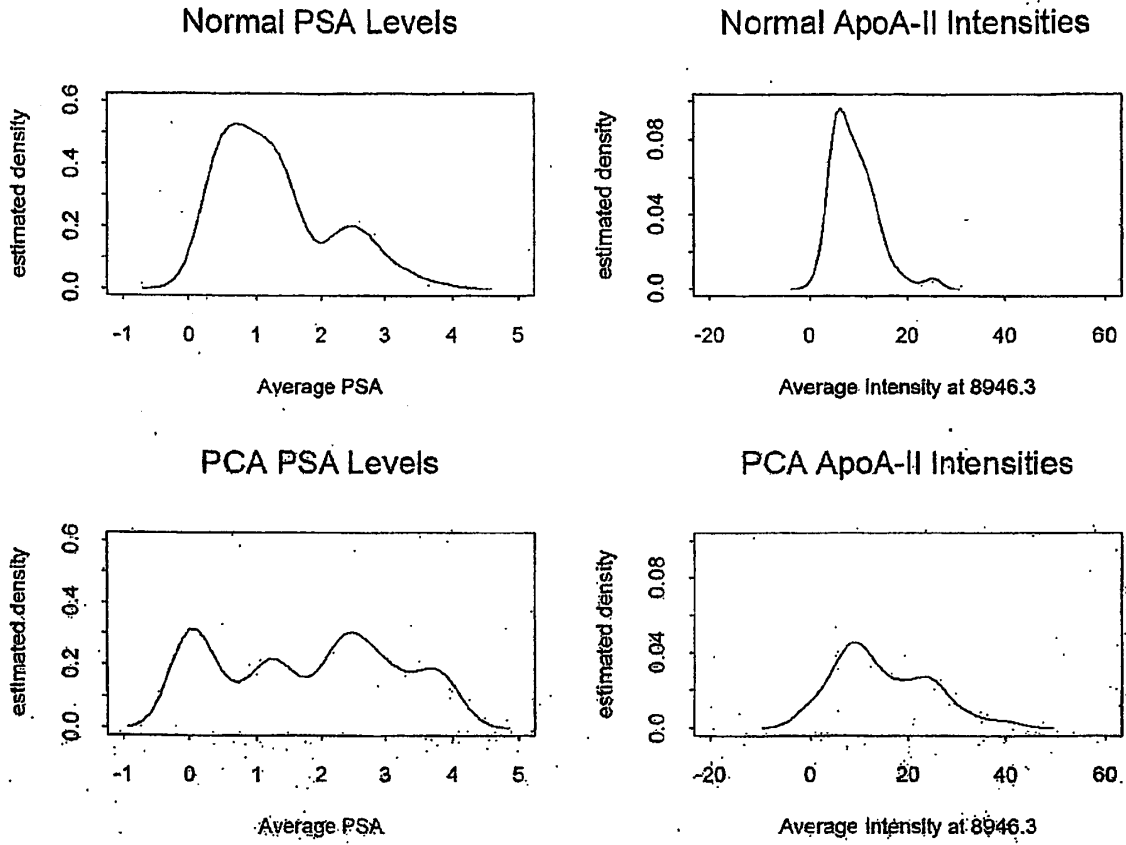 Normal PSA Levels
estimated density
0.0 0.2 0.4 0.6
-1 0 1 2 3 4 5
Average PSA
Normal ApoA-II Intensities
estimated density
0.0 0.04 0.08
-20 0 20 40 60
Average Intensity at 8946.3
PCA PSA Levels
estimated density
0.0 0.2 0.4 0.6
-1 0 1 2 3 4 5
Average PSA
PCA ApoA-II Intensities
estimated density
0.0 0.04 0.08
-20 0 20 40 60
Average Intensity at 8946.3